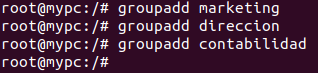 root@mypc:/# groupadd marketing
root@mypc:/# groupadd direccion
root@mypc:/# groupadd contabilidad
root@mypc:/#